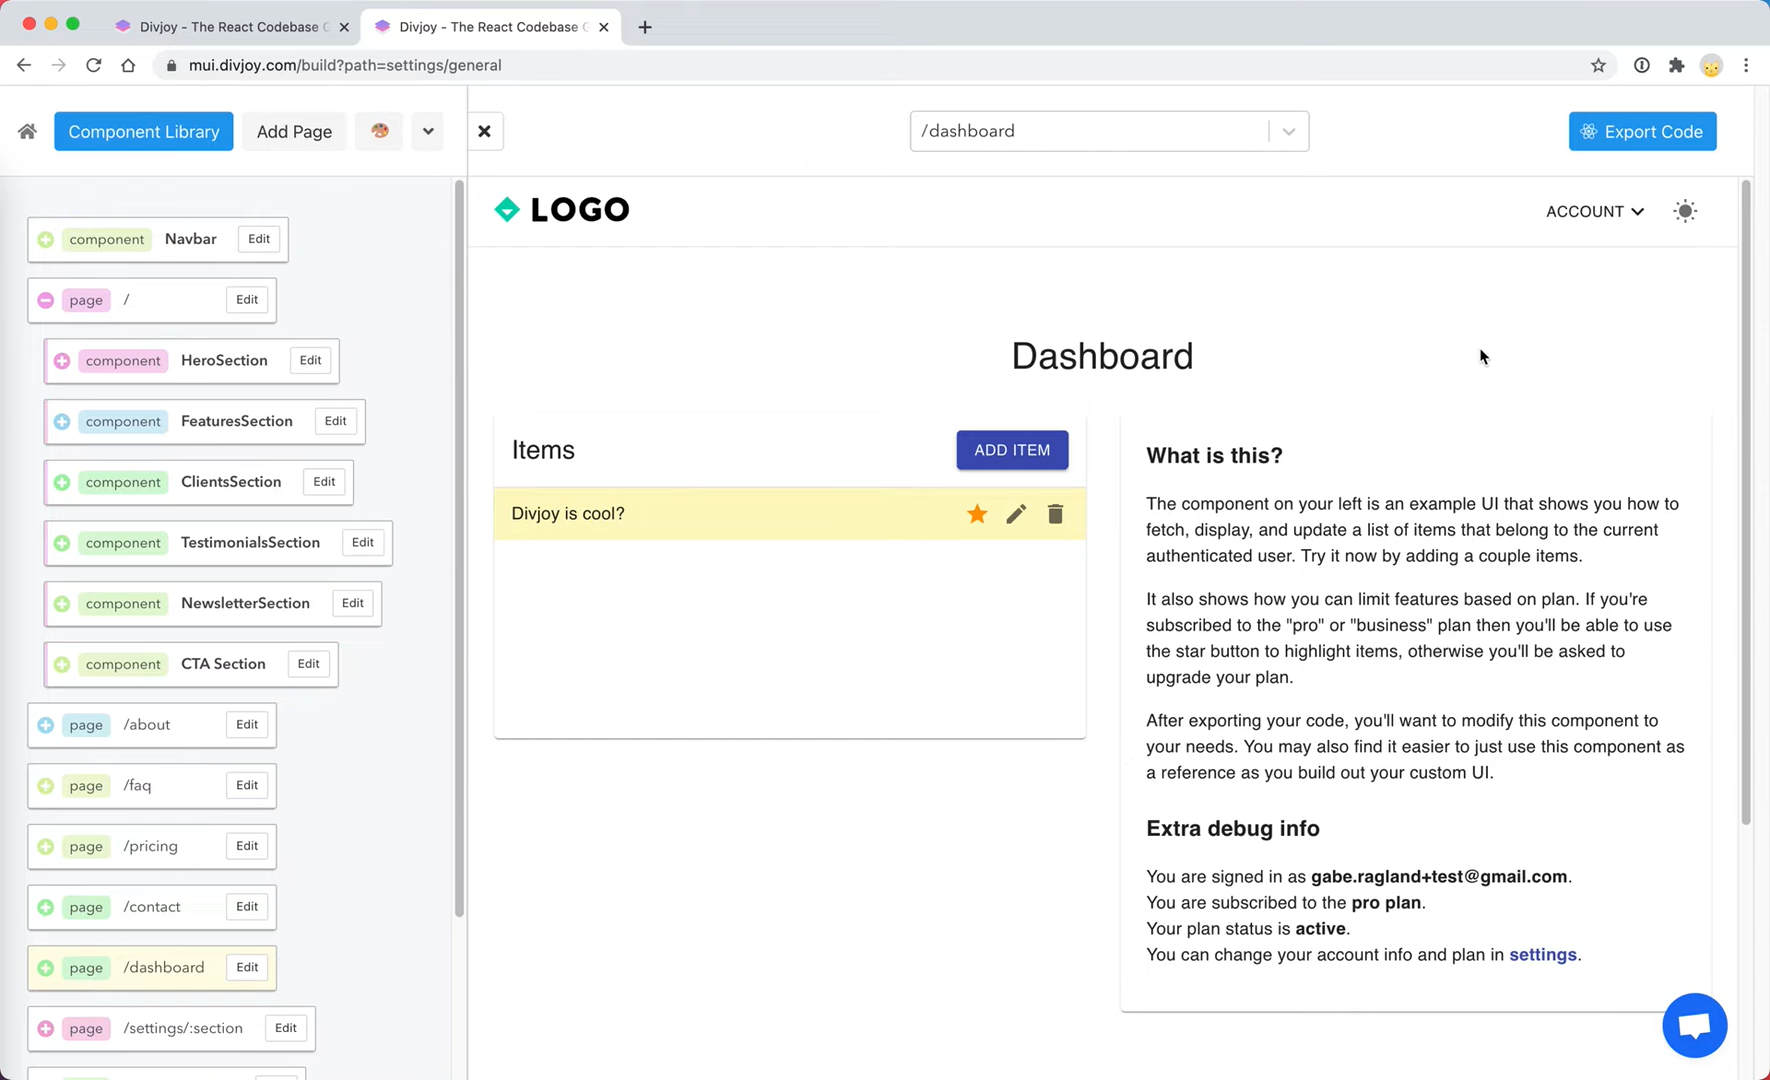 Divjoy - The React Codebase
Divjoy - The React Codebase
mui.divjoy.com/build?path=settings/general
Component Library
Add Page
/dashboard
Export Code
LOGO
ACCOUNT
component Navbar Edit
page / Edit
component HeroSection Edit
component FeaturesSection Edit
component ClientsSection Edit
component TestimonialsSection Edit
component NewsletterSection Edit
component CTA Section Edit
page /about Edit
page /faq Edit
page /pricing Edit
page /contact Edit
page /dashboard Edit
page /settings/:section Edit
Dashboard
Items
ADD ITEM
Divjoy is cool?
What is this?
The component on your left is an example UI that shows you how to
fetch, display, and update a list of items that belong to the current
authenticated user. Try it now by adding a couple items.
It also shows how you can limit features based on plan. If you're
subscribed to the "pro" or "business" plan then you'll be able to use
the star button to highlight items, otherwise you'll be asked to
upgrade your plan.
After exporting your code, you'll want to modify this component to
your needs. You may also find it easier to just use this component as
a reference as you build out your custom UI.
Extra debug info
You are signed in as gabe.ragland+test@gmail.com.
You are subscribed to the pro plan.
Your plan status is active.
You can change your account info and plan in settings.